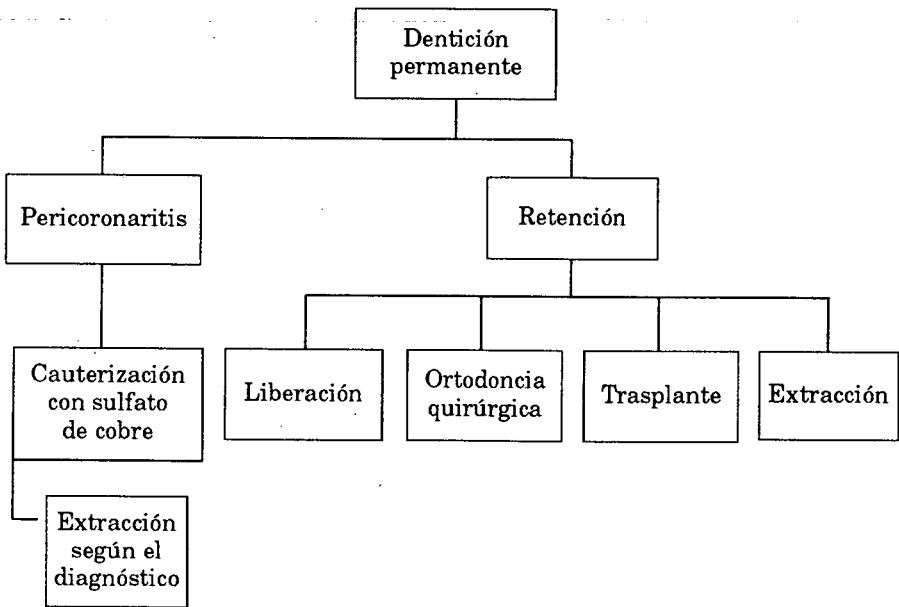 Dentición
permanente
Pericoronaritis
Retención
Cauterización
con sulfato
de cobre
Liberación
Ortodoncia
quirúrgica
Trasplante
Extracción
Extracción
según el
diagnóstico